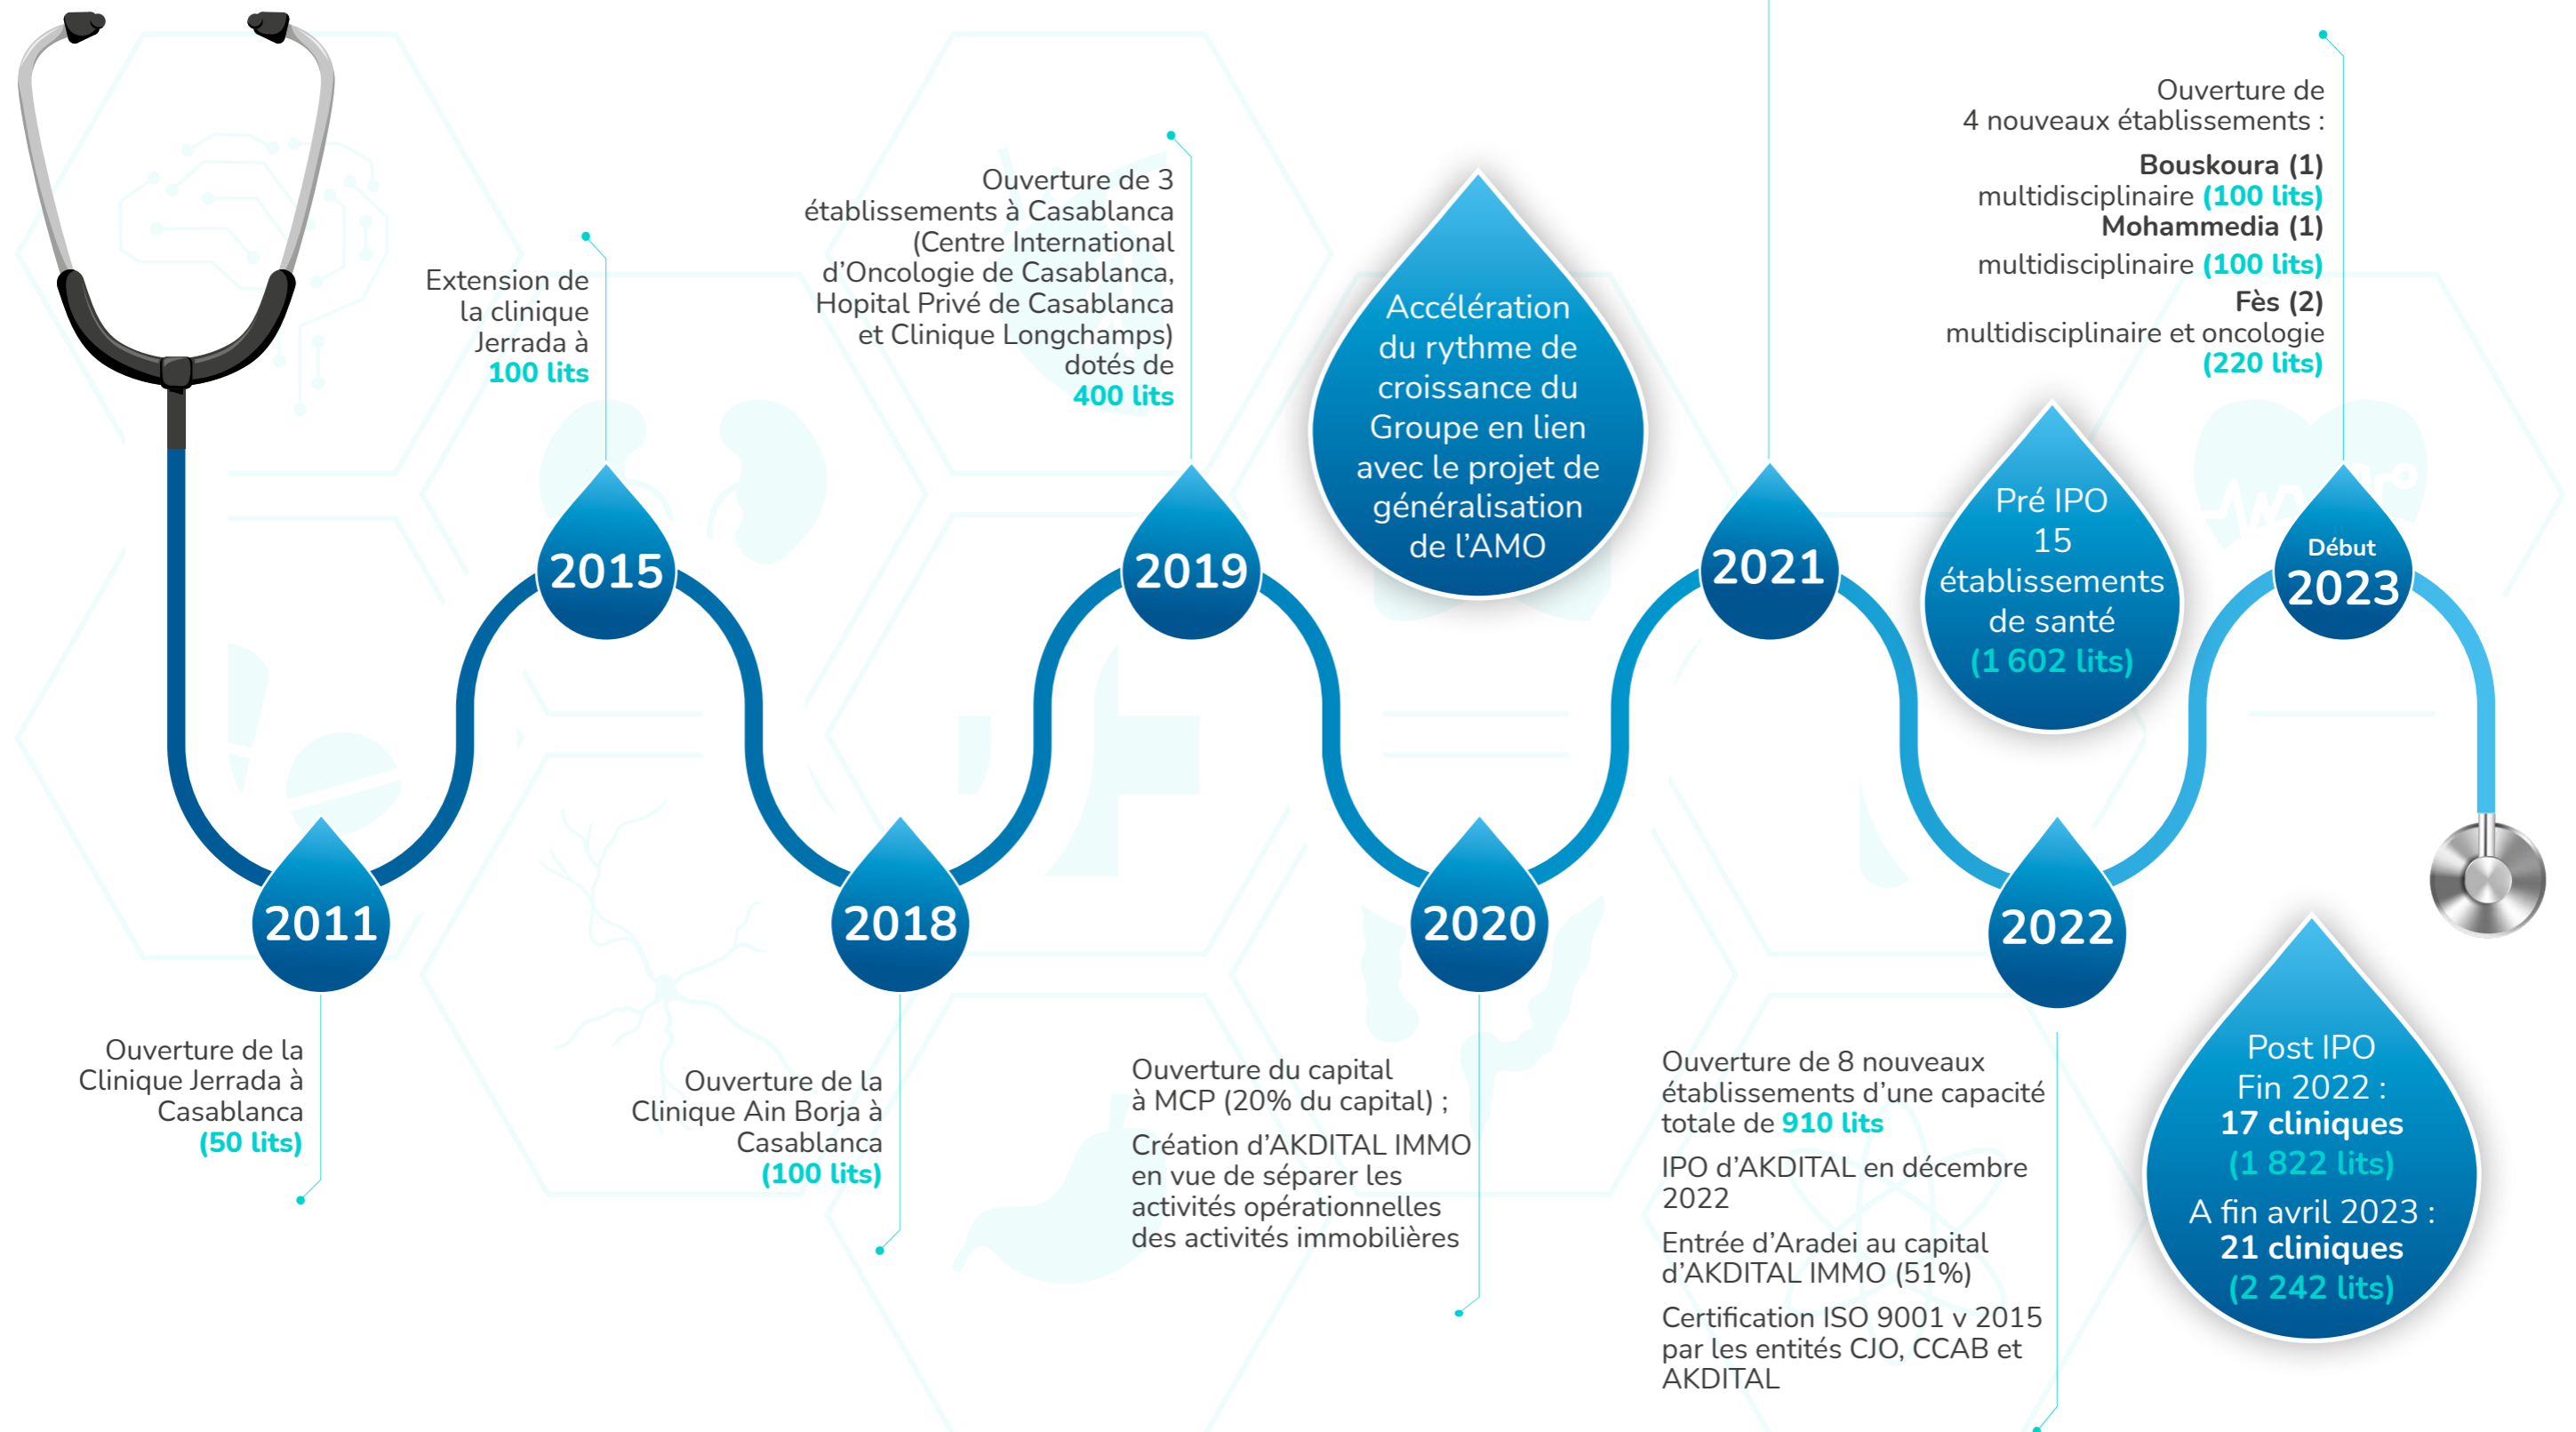 2011
Ouverture de la
Clinique Jerrada à
Casablanca
(50 lits)
Extension de
la clinique
Jerrada à
100 lits
2015
2018
Ouverture de la
Clinique Ain Borja à
Casablanca
(100 lits)
Ouverture de 3
établissements à Casablanca
(Centre International
d’Oncologie de Casablanca,
Hopital Privé de Casablanca
et Clinique Longchamps)
dotés de
400 lits
2019
Accélération
du rythme de
croissance du
Groupe en lien
avec le projet de
généralisation
de l’AMO
2020
Ouverture du capital
à MCP (20% du capital) ;
Création d’AKDITAL IMMO
en vue de séparer les
activités opérationnelles
des activités immobilières
2021
Pré IPO
15
établissements
de santé
(1 602 lits)
2022
Ouverture de 8 nouveaux
établissements d’une capacité
totale de 910 lits
IPO d’AKDITAL en décembre
2022
Entrée d’Aradei au capital
d’AKDITAL IMMO (51%)
Certification ISO 9001 v 2015
par les entités CJO, CCAB et
AKDITAL
Ouverture de
4 nouveaux établissements :
Bouskoura (1)
multidisciplinaire (100 lits)
Mohammedia (1)
multidisciplinaire (100 lits)
Fès (2)
multidisciplinaire et oncologie
(220 lits)
Début
2023
Post IPO
Fin 2022 :
17 cliniques
(1 822 lits)
A fin avril 2023 :
21 cliniques
(2 242 lits)